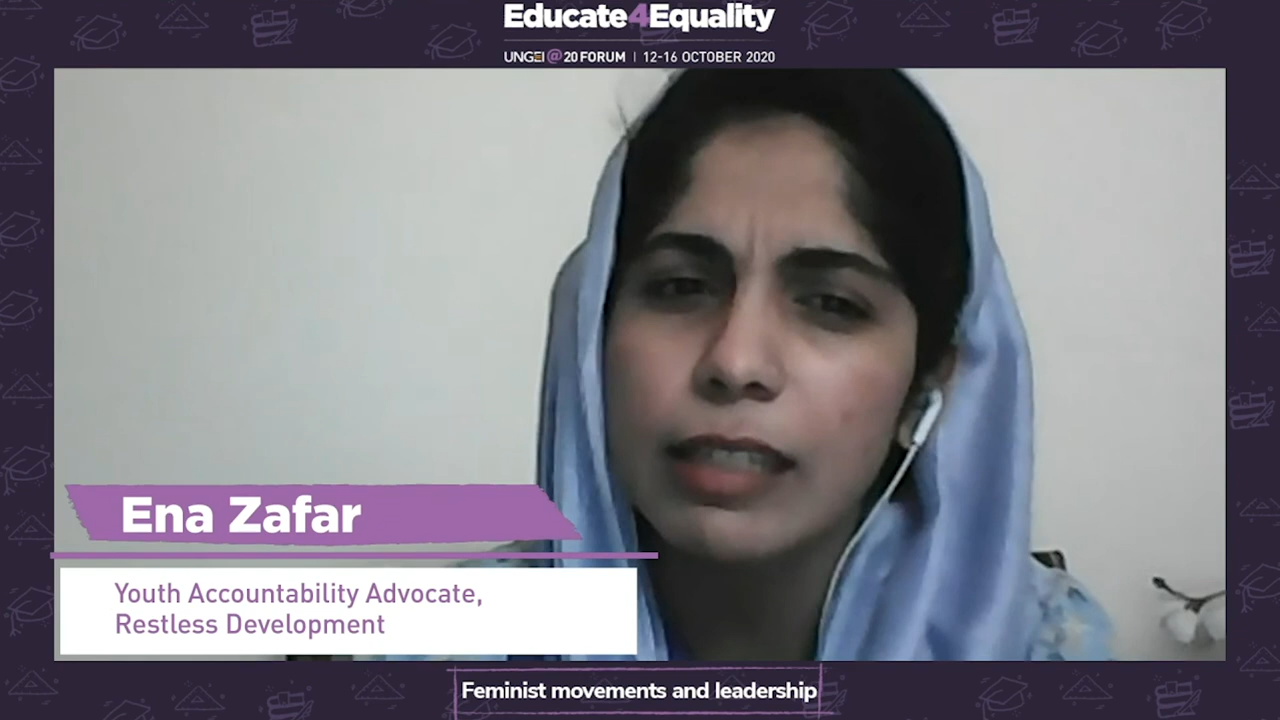 Educate4Equality
UNGEI@20 FORUM | 12-16 OCTOBER 2020
Ena Zafar
Youth Accountability Advocate,
Restless Development
Feminist movements and leadership